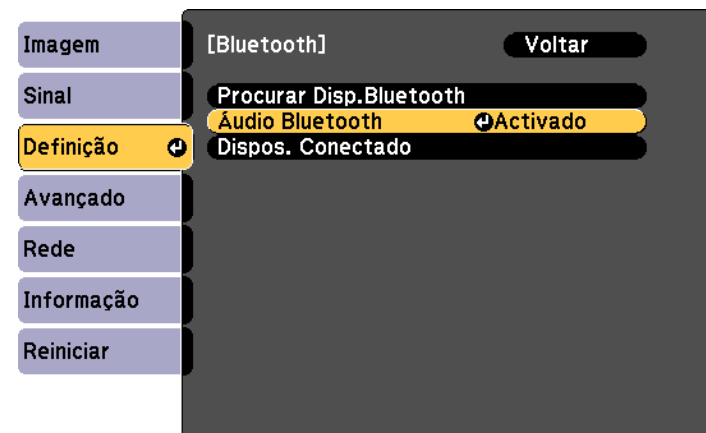 Imagem
Sinal
Definição
Avançado
Rede
Informação
Reiniciar
[Bluetooth] Voltar
Procurar Disp.Bluetooth
Áudio Bluetooth Activado
Dispos. Conectado